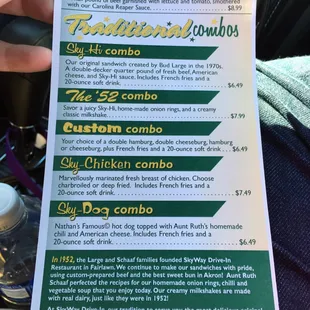 pound of beef garnished with lettuce and tomato, smothered
with our Carolina Reaper Sauce. $8.99
Traditional combos
Sky-Hi combo
Our original sandwich created by Bud Large in the 1970s.
A double-decker quarter pound of fresh beef, American
cheese, and Sky-Hi sauce. Includes French fries and a
20-ounce soft drink. $6.49
The '52 combo
Savor a juicy Sky-Hi, home-made onion rings, and a creamy
classic milkshake. $7.99
Custom combo
Your choice of a double hamburg, double cheeseburg, hamburg
or cheeseburg, plus French fries and a 20-ounce soft drink. $6.49
Sky-Chicken combo
Marvellously marinated fresh breast of chicken. Choose
charbroiled or deep fried. Includes French fries and a
20-ounce soft drink. $7.49
Sky-Dog combo
Nathan's Famous© hot dog topped with Aunt Ruth's homemade
chili and American cheese. Includes French fries and a
20-ounce soft drink. $6.49
In 1952, the Large and Schaaf families founded SkyWay Drive-In
Restaurant in Fairlawn. We continue to make our sandwiches with pride,
using custom-prepared beef and the best sweet bun in Akron! Aunt Ruth
Schaaf perfected the recipes for our homemade onion rings, chili and
vegetable soup that you enjoy today. Our creamy milkshakes are made
with real dairy, just like they were in 1952!